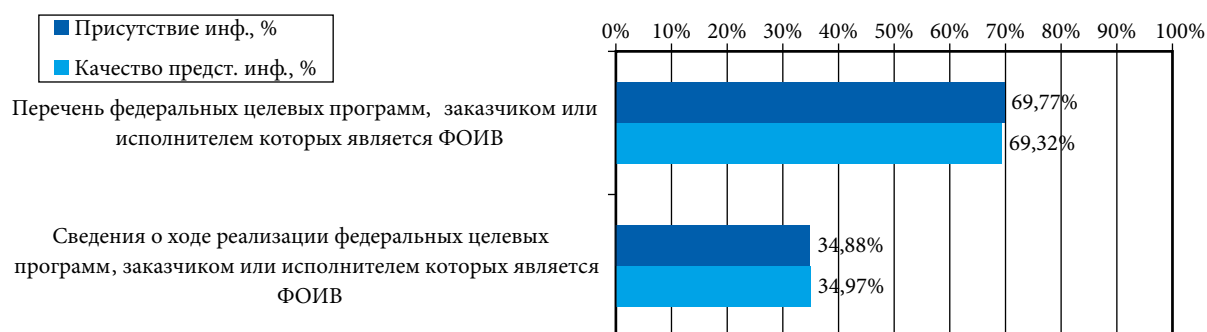 Присутствие инф., %
Качество предст. инф., %
0% 10% 20% 30% 40% 50% 60% 70% 80% 90% 100%
Перечень федеральных целевых программ, заказчиком или
исполнителем которых является ФОИВ
69,77%
69,32%
Сведения о ходе реализации федеральных целевых
программ, заказчиком или исполнителем которых является
ФОИВ
34,88%
34,97%